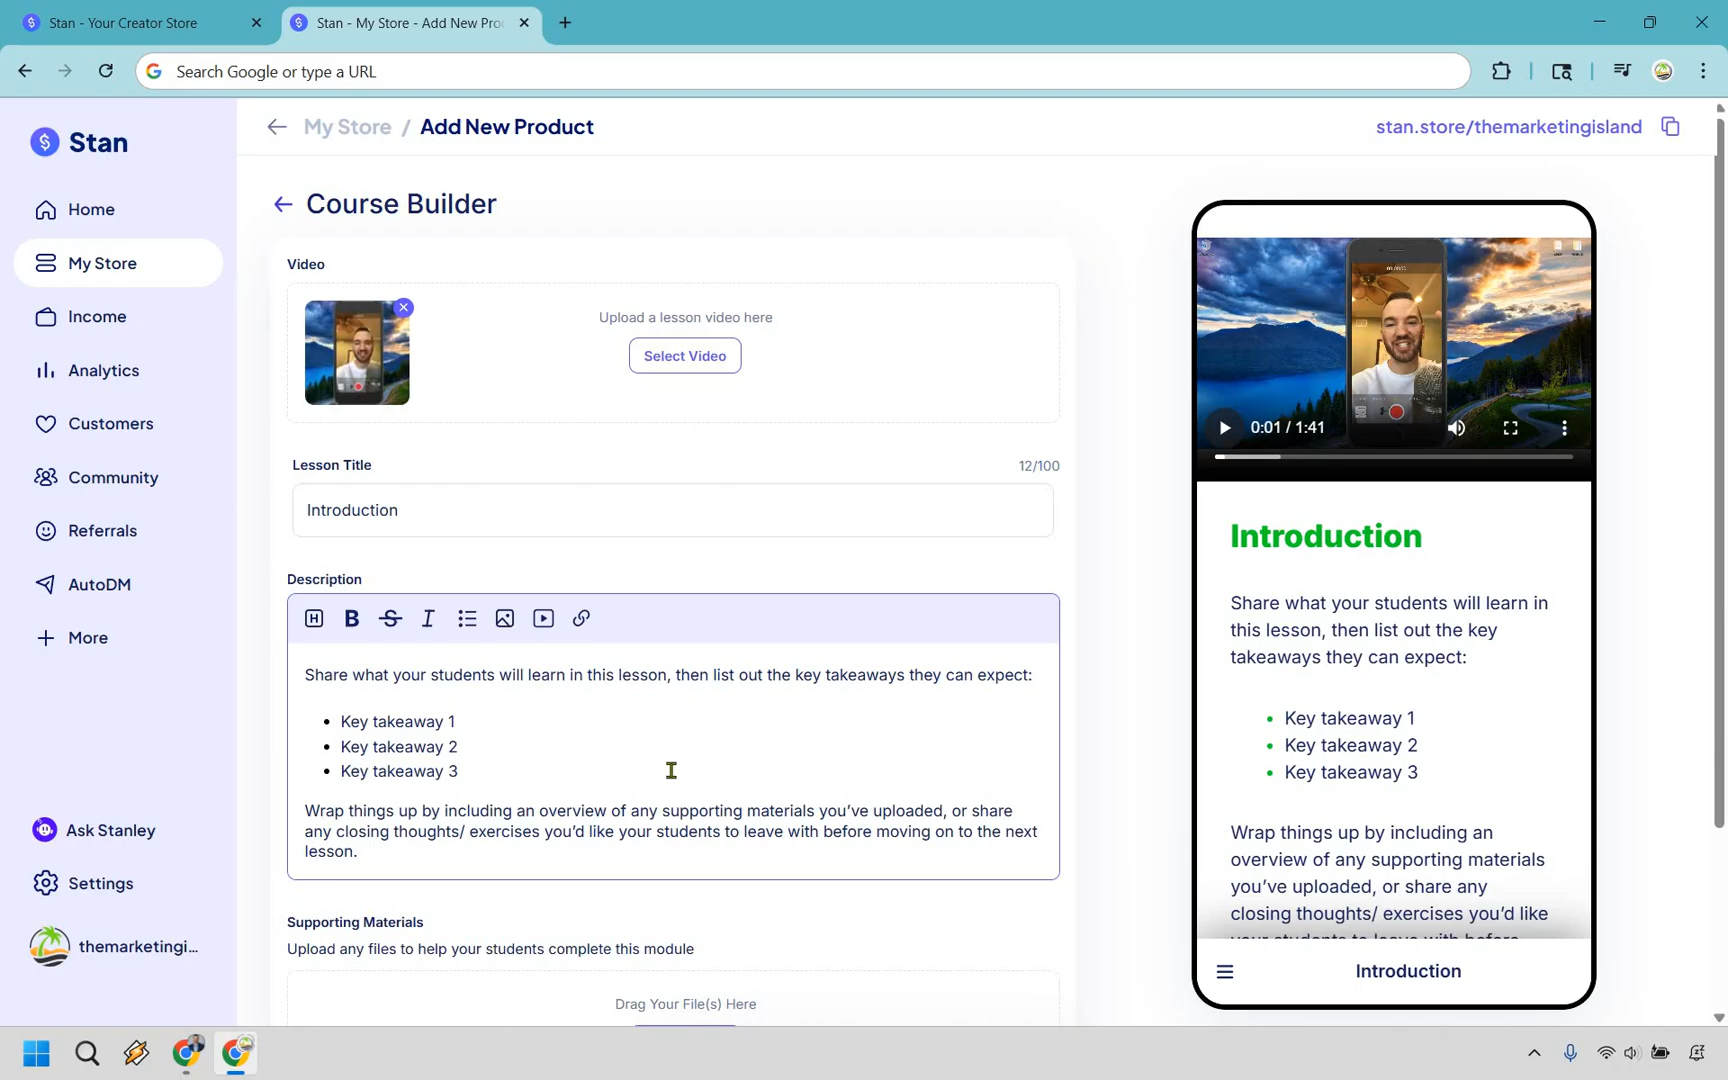 Stan - Your Creator Store
Stan - My Store - Add New Pro
Search Google or type a URL
Stan
My Store / Add New Product
stan.store/themarketingisland
Home
My Store
Income
Analytics
Customers
Community
Referrals
AutoDM
More
Ask Stanley
Settings
themarketingi...
Course Builder
Video
Upload a lesson video here
Select Video
Lesson Title
12/100
Introduction
Description
H B S I
Share what your students will learn in this lesson, then list out the key takeaways they can expect:
• Key takeaway 1
• Key takeaway 2
• Key takeaway 3
Wrap things up by including an overview of any supporting materials you’ve uploaded, or share
any closing thoughts/ exercises you’d like your students to leave with before moving on to the next
lesson.
Supporting Materials
Upload any files to help your students complete this module
Drag Your File(s) Here
0:01 / 1:41
Introduction
Share what your students will learn in
this lesson, then list out the key
takeaways they can expect:
• Key takeaway 1
• Key takeaway 2
• Key takeaway 3
Wrap things up by including an
overview of any supporting materials
you’ve uploaded, or share any
closing thoughts/ exercises you’d like
your students to leave with before
Introduction